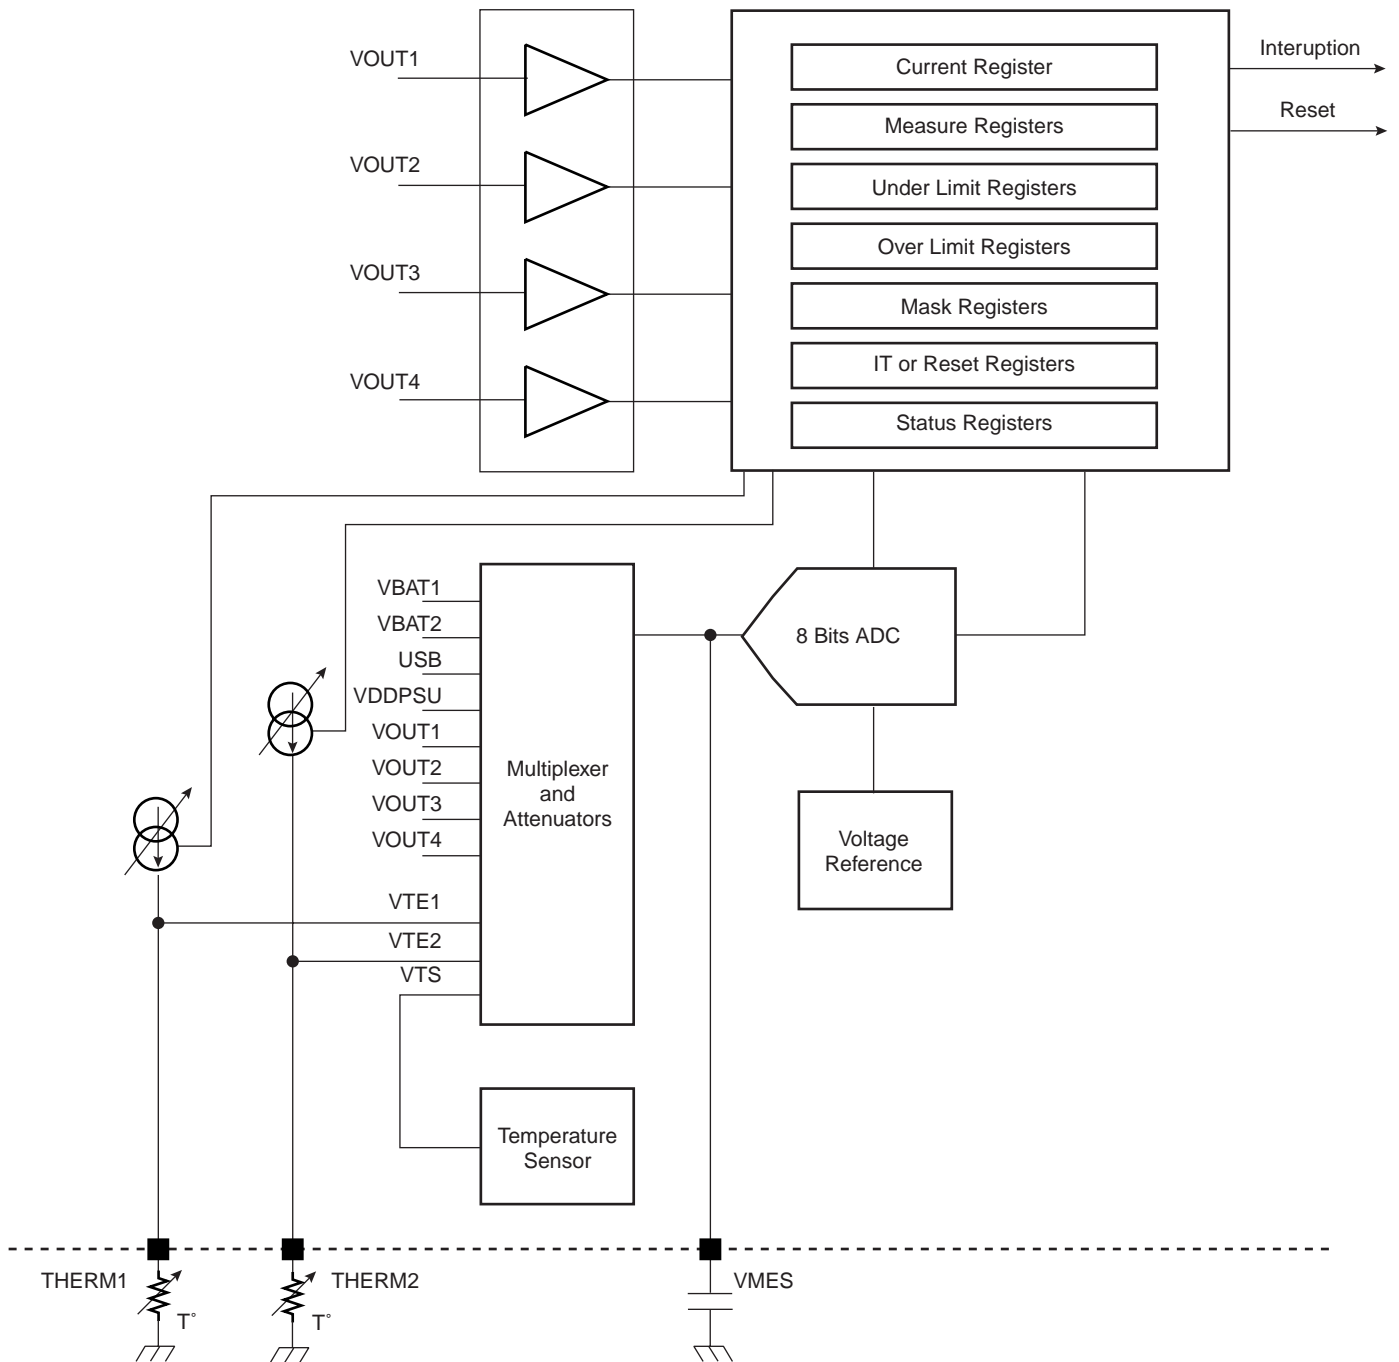 VOUT1
VOUT2
VOUT3
VOUT4
Current Register
Measure Registers
Under Limit Registers
Over Limit Registers
Mask Registers
IT or Reset Registers
Status Registers
Interuption
Reset
VBAT1
VBAT2
USB
VDDPSU
VOUT1
VOUT2
VOUT3
VOUT4
VTE1
VTE2
VTS
Multiplexer
and
Attenuators
8 Bits ADC
Voltage
Reference
Temperature
Sensor
THERM1
T°
THERM2
T°
VMES